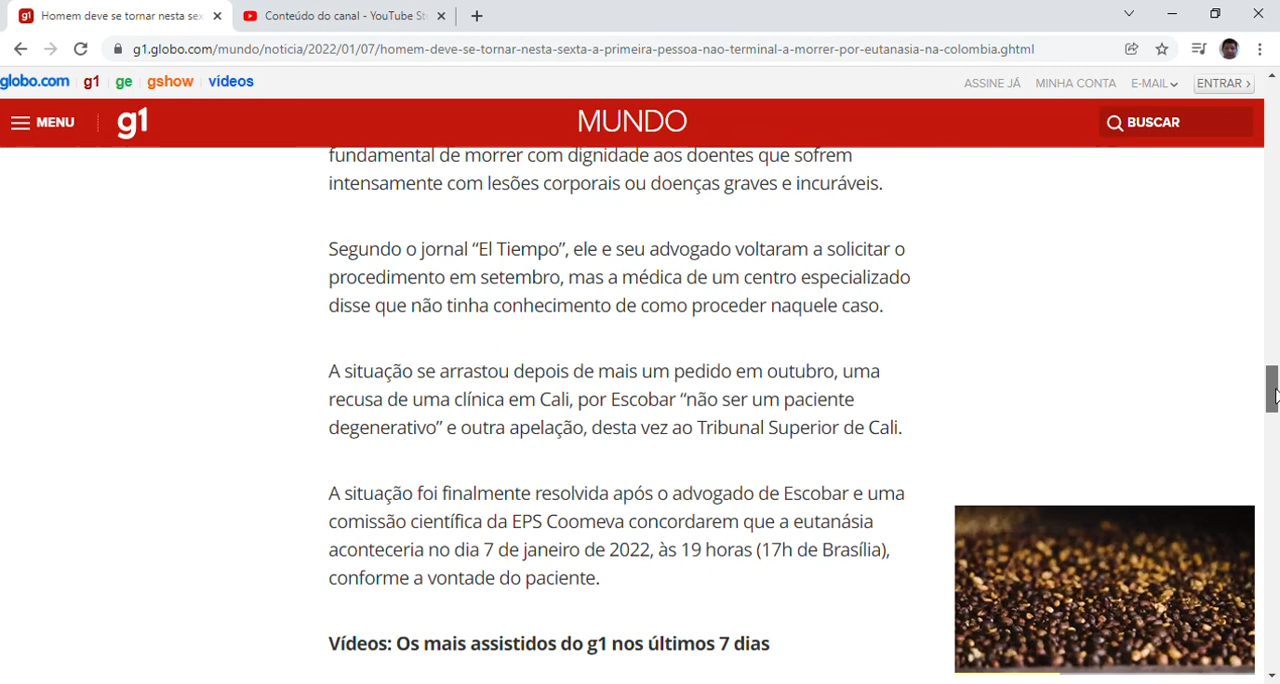 Homem deve se tornar nesta sex
Conteúdo do canal - YouTube St
g1.globo.com/mundo/noticia/2022/01/07/homem-deve-se-tornar-nesta-sexta-a-primeira-pessoa-nao-terminal-a-morrer-por-eutanasia-na-colombia.ghtml
globo.com g1 ge gshow vídeos ASSINE JÁ MINHA CONTA E-MAIL ENTRAR ›
MENU g1 MUNDO BUSCAR
fundamental de morrer com dignidade aos doentes que sofrem
intensamente com lesões corporais ou doenças graves e incuráveis.
Segundo o jornal “El Tiempo”, ele e seu advogado voltaram a solicitar o
procedimento em setembro, mas a médica de um centro especializado
disse que não tinha conhecimento de como proceder naquele caso.
A situação se arrastou depois de mais um pedido em outubro, uma
recusa de uma clínica em Cali, por Escobar “não ser um paciente
degenerativo” e outra apelação, desta vez ao Tribunal Superior de Cali.
A situação foi finalmente resolvida após o advogado de Escobar e uma
comissão científica da EPS Coomeva concordarem que a eutanásia
aconteceria no dia 7 de janeiro de 2022, às 19 horas (17h de Brasília),
conforme a vontade do paciente.
Vídeos: Os mais assistidos do g1 nos últimos 7 dias